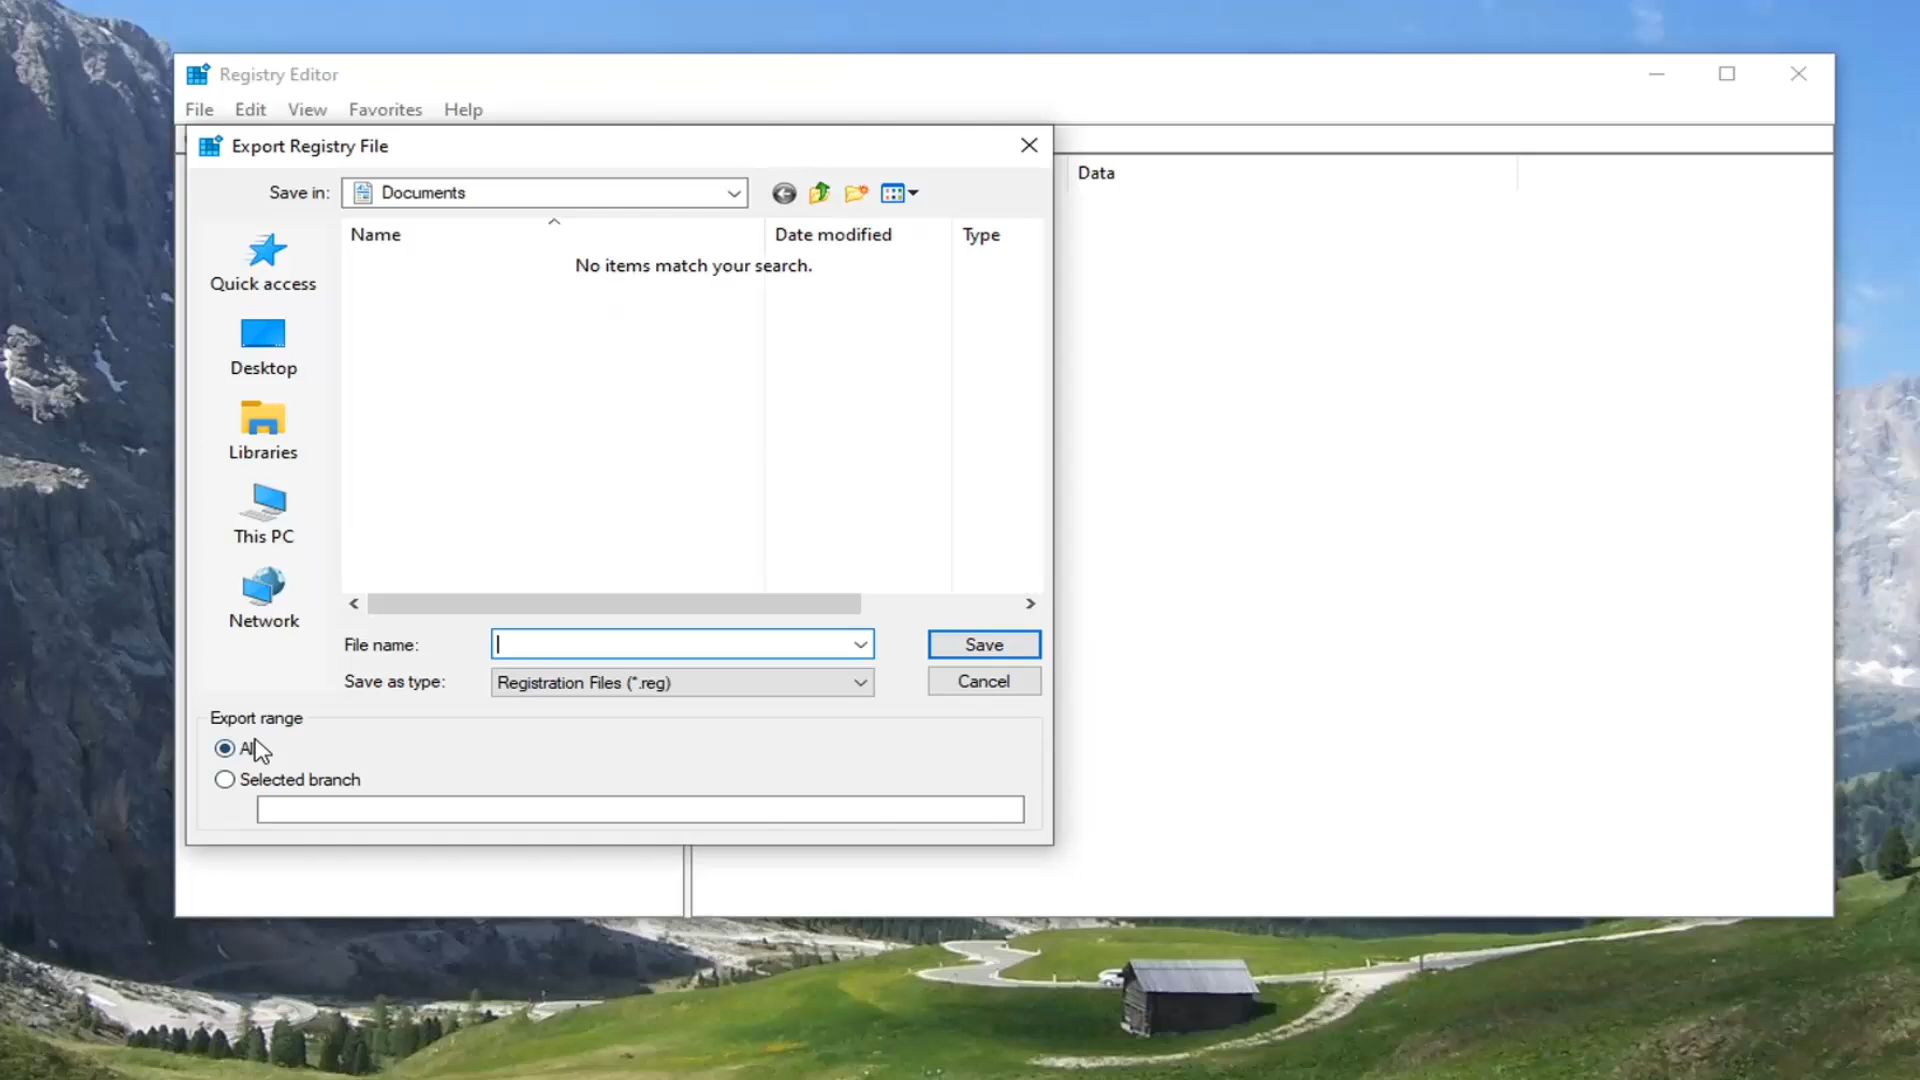 Registry Editor
File Edit View Favorites Help
Export Registry File
Save in: Documents
Data
Name Date modified Type
No items match your search.
Quick access
Desktop
Libraries
This PC
Network
File name: Save
Save as type: Registration Files (*.reg) Cancel
Export range
Selected branch